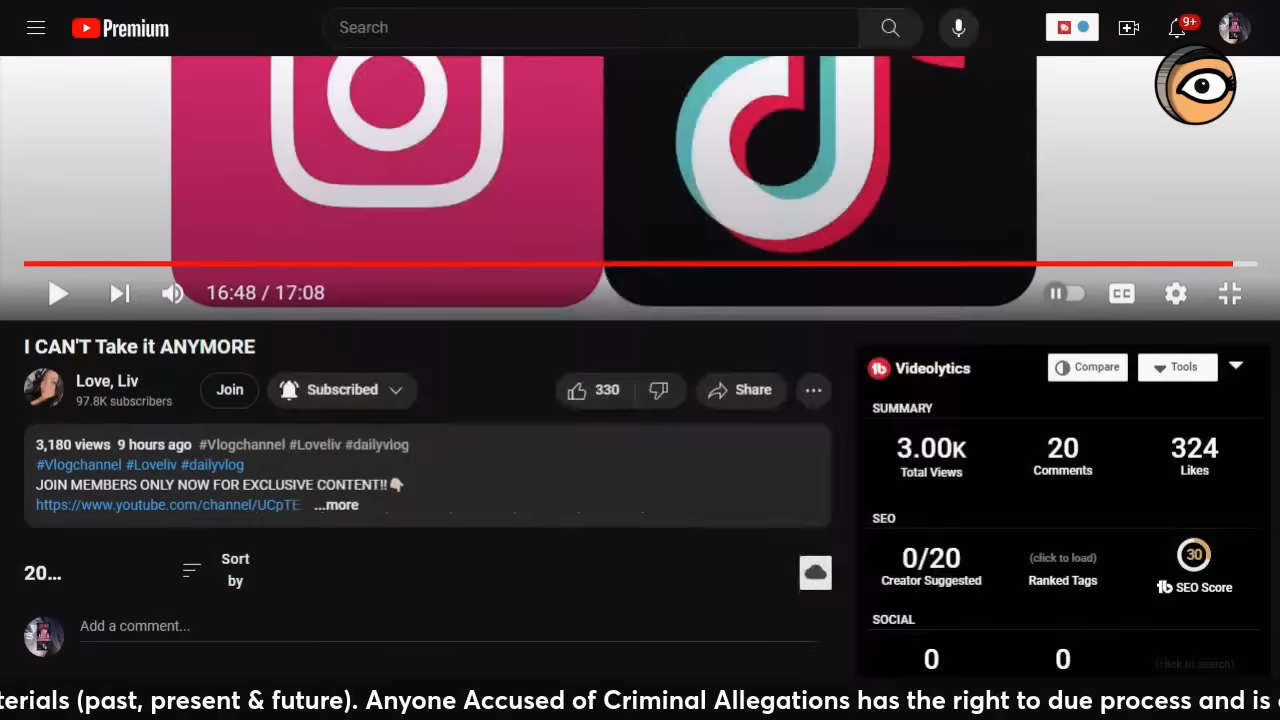 Premium
Search
9+
16:48 / 17:08
CC
I CAN'T Take it ANYMORE
Love, Liv
97.8K subscribers
Join
Subscribed
330
Share
3,180 views 9 hours ago #Vlogchannel #Loveliv #dailyvlog
#Vlogchannel #Loveliv #dailyvlog
JOIN MEMBERS ONLY NOW FOR EXCLUSIVE CONTENT!!👇🏼
https://www.youtube.com/channel/UCpTE ...more
20...
Sort
by
Add a comment...
Videolytics
Compare
Tools
SUMMARY
3.00K
20
324
Total Views
Comments
Likes
SEO
0/20
(click to load)
30
Creator Suggested
Ranked Tags
tb SEO Score
SOCIAL
0
0
(click to search)
terials (past, present & future). Anyone Accused of Criminal Allegations has the right to due process and is